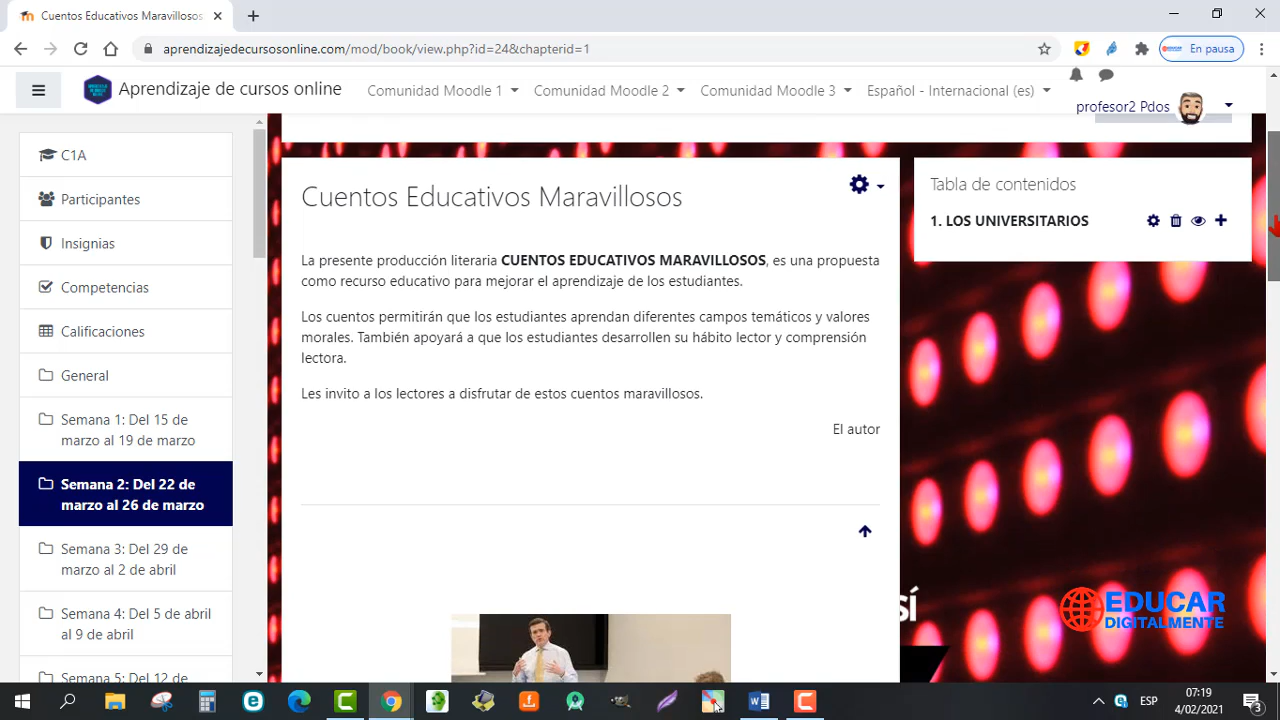 Cuentos Educativos Maravillosos
aprendizajedecursosonline.com/mod/book/view.php?id=24&chapterid=1
En pausa
Aprendizaje de cursos online
Comunidad Moodle 1
Comunidad Moodle 2
Comunidad Moodle 3
Español - Internacional (es)
profesor2 Pdos
C1A
Participantes
Insignias
Competencias
Calificaciones
General
Semana 1: Del 15 de
marzo al 19 de marzo
Semana 2: Del 22 de
marzo al 26 de marzo
Semana 3: Del 29 de
marzo al 2 de abril
Semana 4: Del 5 de abril
al 9 de abril
Semana 5: Del 12 de
Cuentos Educativos Maravillosos
La presente producción literaria CUENTOS EDUCATIVOS MARAVILLOSOS, es una propuesta
como recurso educativo para mejorar el aprendizaje de los estudiantes.
Los cuentos permitirán que los estudiantes aprendan diferentes campos temáticos y valores
morales. También apoyará a que los estudiantes desarrollen su hábito lector y comprensión
lectora.
Les invito a los lectores a disfrutar de estos cuentos maravillosos.
El autor
Tabla de contenidos
1. LOS UNIVERSITARIOS
sí
EDUCAR
DIGITALMENTE
ESP
07:19
4/02/2021
3